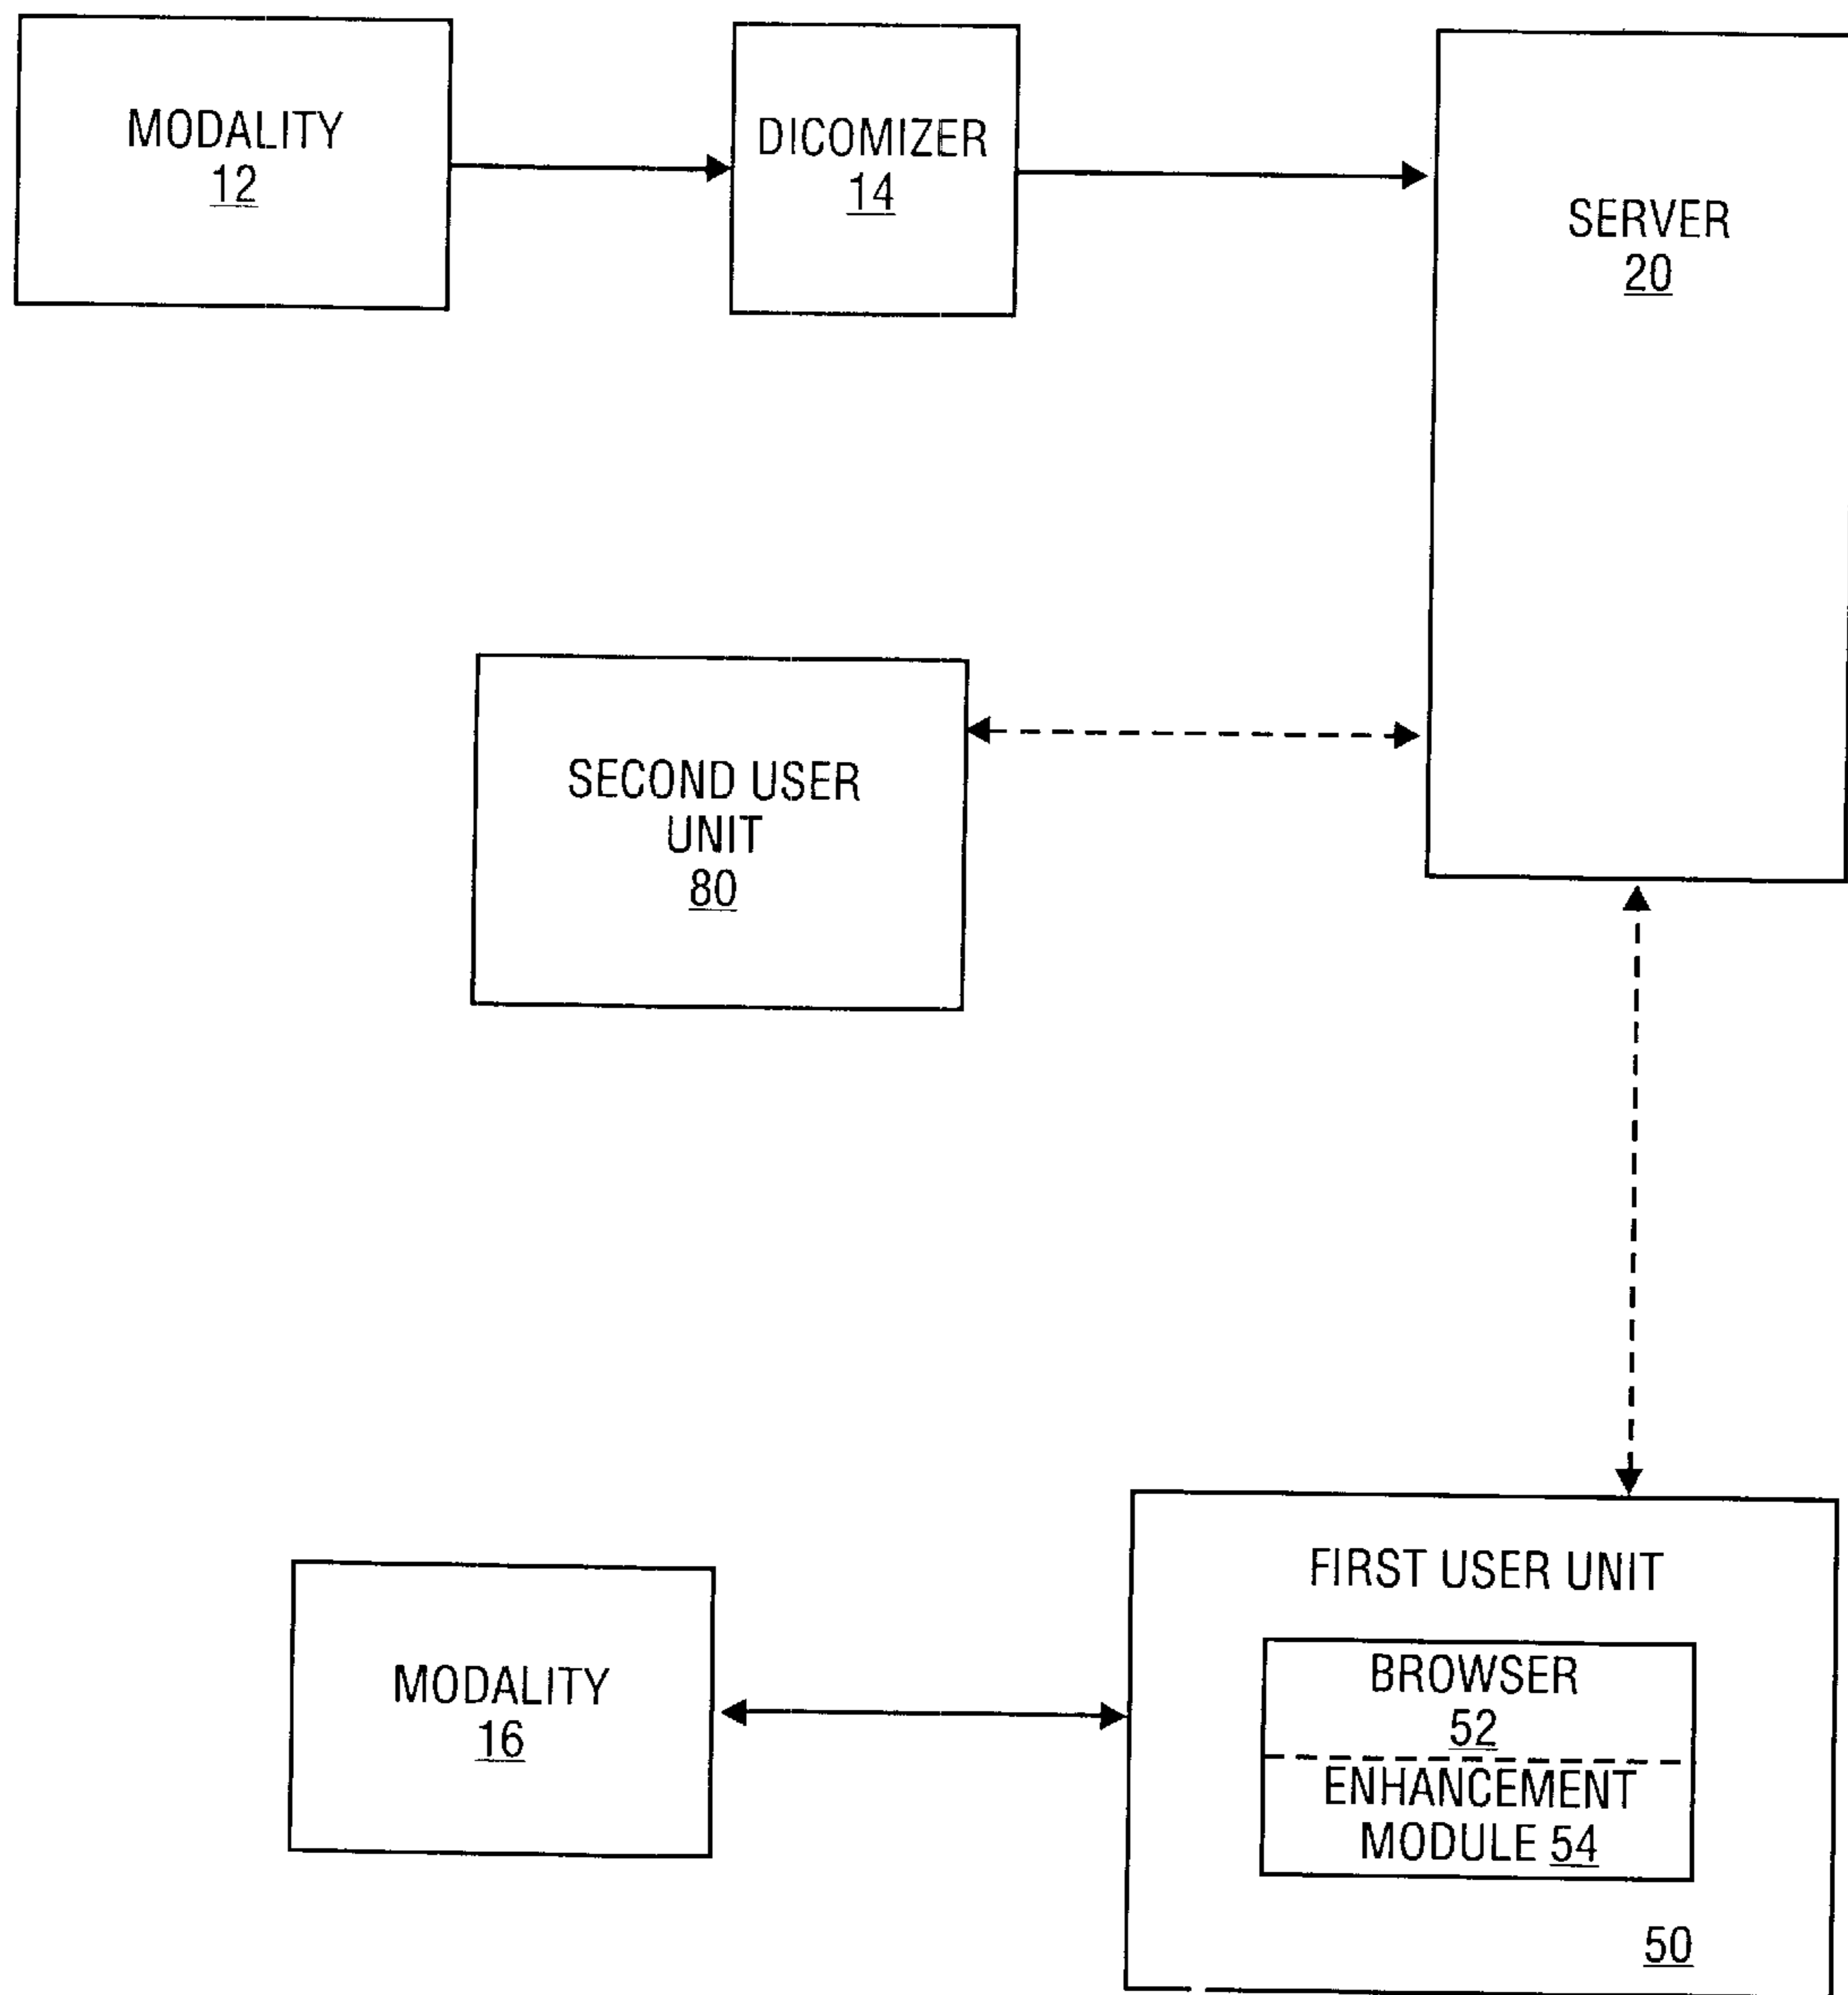 MODALITY
12
DICOMIZER
14
SERVER
20
SECOND USER
UNIT
80
FIRST USER UNIT
BROWSER
52
ENHANCEMENT
MODULE 54
50
MODALITY
16